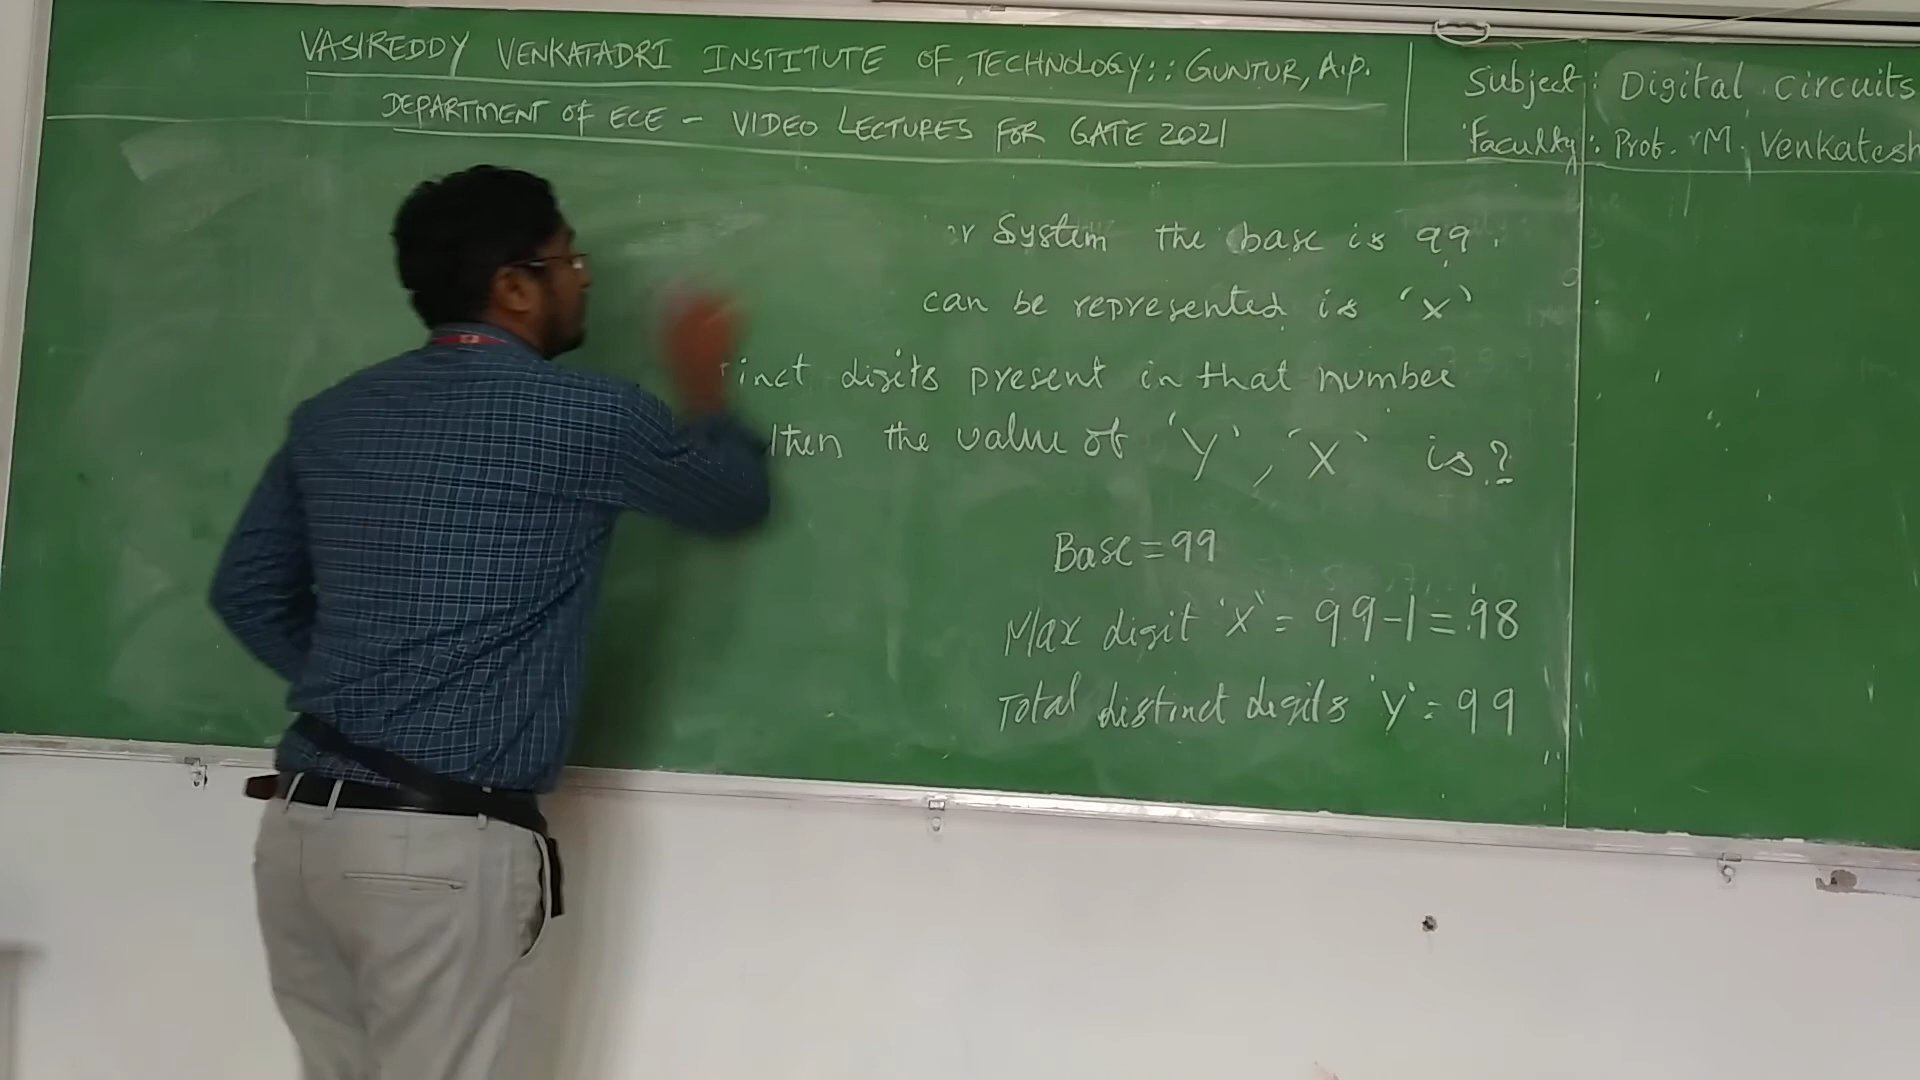 VASIREDDY VENKATADRI INSTITUTE OF TECHNOLOGY:: GUNTUR, A.P.
DEPARTMENT OF ECE - VIDEO LECTURES FOR GATE 2021
Subject: Digital Circuits
Faculty: Prof. M. Venkatesh
System the base is 99.
can be represented is 'x'
tinct digits present in that number
then the value of 'Y', 'X' is?
Base = 99
Max digit 'x' = 99-1 = 98
Total distinct digits 'Y' = 99